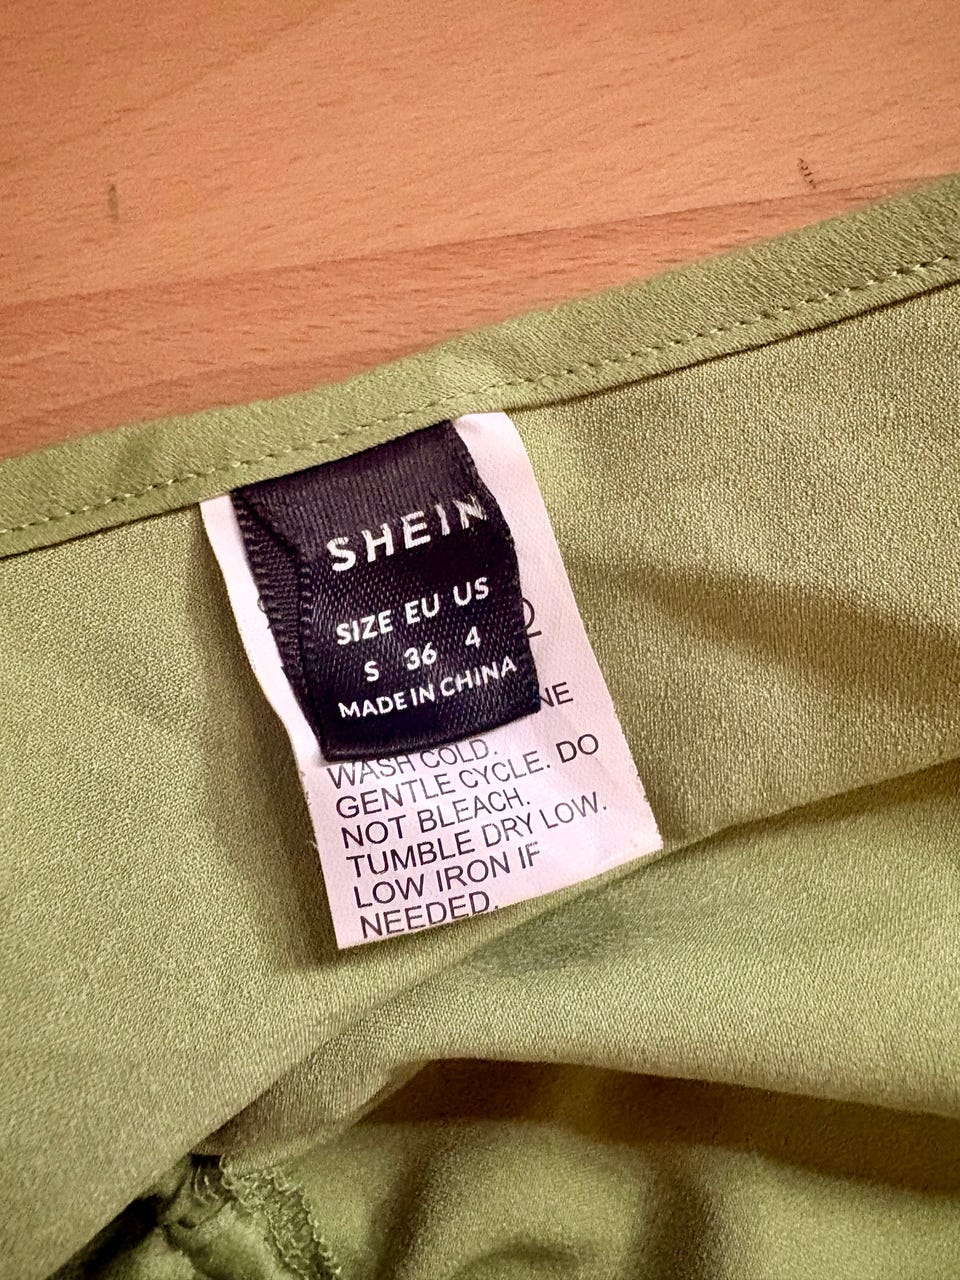 SHEIN
SIZE EU US
S 36 4
MADE IN CHINA
WASH COLD.
GENTLE CYCLE. DO
NOT BLEACH.
TUMBLE DRY LOW.
LOW IRON IF
NEEDED.